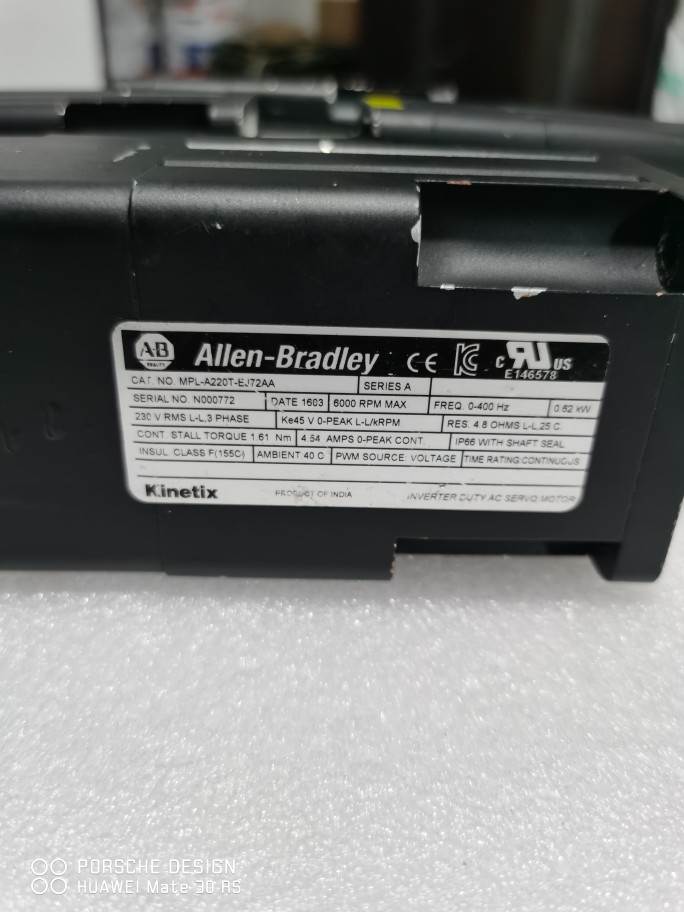 AB
Allen-Bradley CE c RU US
E146578
CAT. NO. MPL-A220T-EJ72AA SERIES A
SERIAL NO. N000772 DATE 1603 6000 RPM MAX FREQ. 0-400 Hz 0.62 kW
230 V RMS L-L,3 PHASE Ke45 V 0-PEAK L-L/kRPM RES. 4.8 OHMS L-L,25 C.
CONT. STALL TORQUE 1.61 Nm 4.54 AMPS 0-PEAK CONT. IP66 WITH SHAFT SEAL
INSUL. CLASS F(155C) AMBIENT 40 C PWM SOURCE VOLTAGE TIME RATING:CONTINUOUS
Kinetix PRODUCT OF INDIA INVERTER DUTY AC SERVO MOTOR
PORSCHE DESIGN
HUAWEI Mate 30 RS